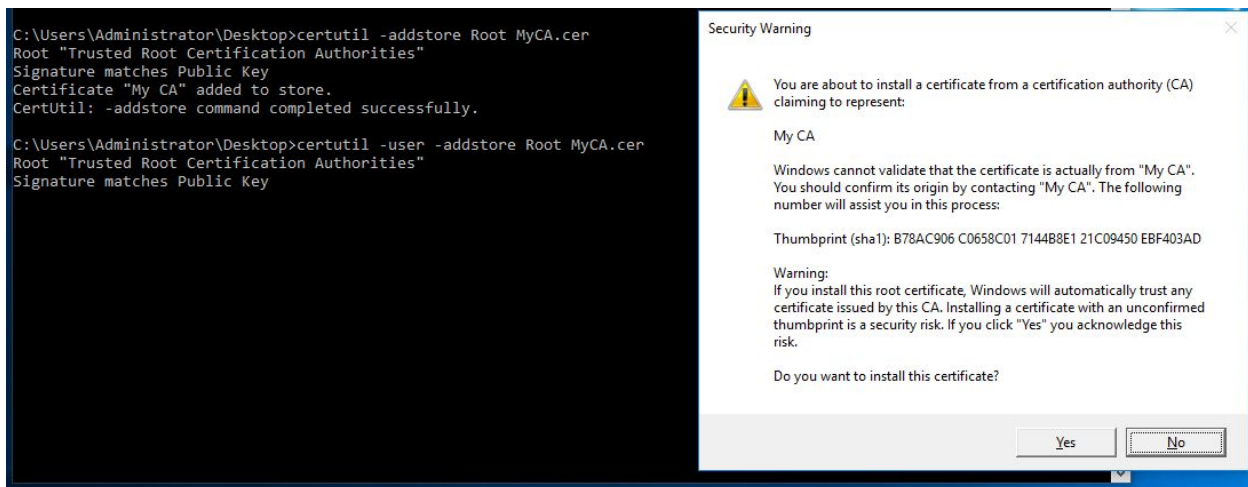 C:\Users\Administrator\Desktop>certutil -addstore Root MyCA.cer
Root "Trusted Root Certification Authorities"
Signature matches Public Key
Certificate "My CA" added to store.
CertUtil: -addstore command completed successfully.
C:\Users\Administrator\Desktop>certutil -user -addstore Root MyCA.cer
Root "Trusted Root Certification Authorities"
Signature matches Public Key
Security Warning
You are about to install a certificate from a certification authority (CA)
claiming to represent:
My CA
Windows cannot validate that the certificate is actually from "My CA".
You should confirm its origin by contacting "My CA". The following
number will assist you in this process:
Thumbprint (sha1): B78AC906 C0658C01 7144B8E1 21C09450 EBF403AD
Warning:
If you install this root certificate, Windows will automatically trust any
certificate issued by this CA. Installing a certificate with an unconfirmed
thumbprint is a security risk. If you click "Yes" you acknowledge this
risk.
Do you want to install this certificate?
Yes
No